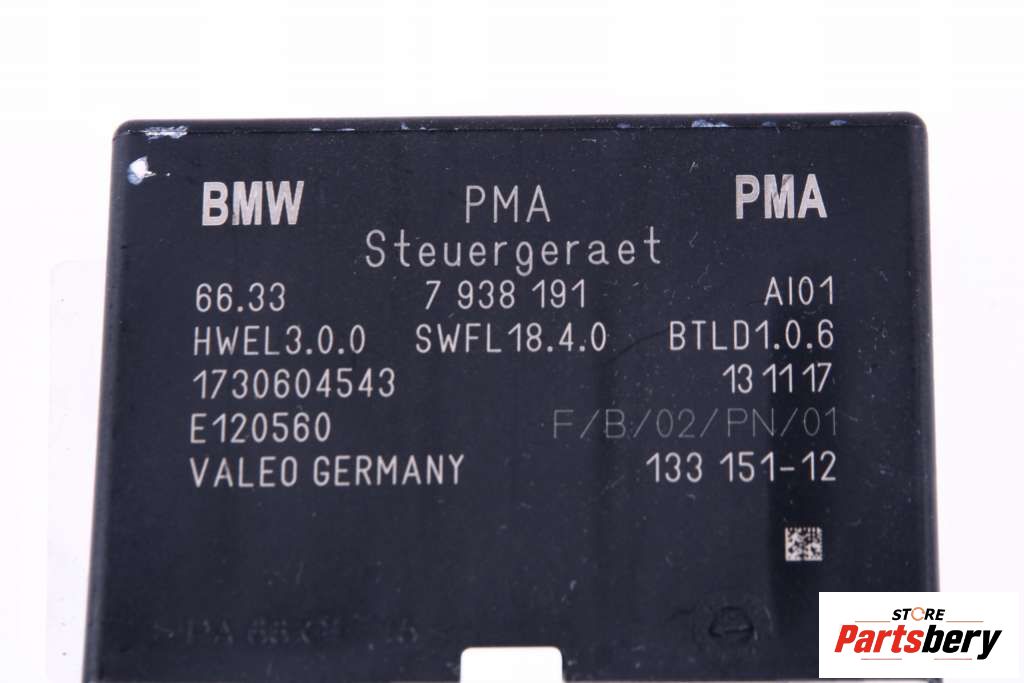 BMW PMA PMA
Steuergeraet
66.33 7 938 191 AI01
HWEL3.0.0 SWFL18.4.0 BTLD1.0.6
1730604543 13 11 17
E120560 F/B/02/PN/01
VALEO GERMANY 133 151-12
STORE
Partsbery